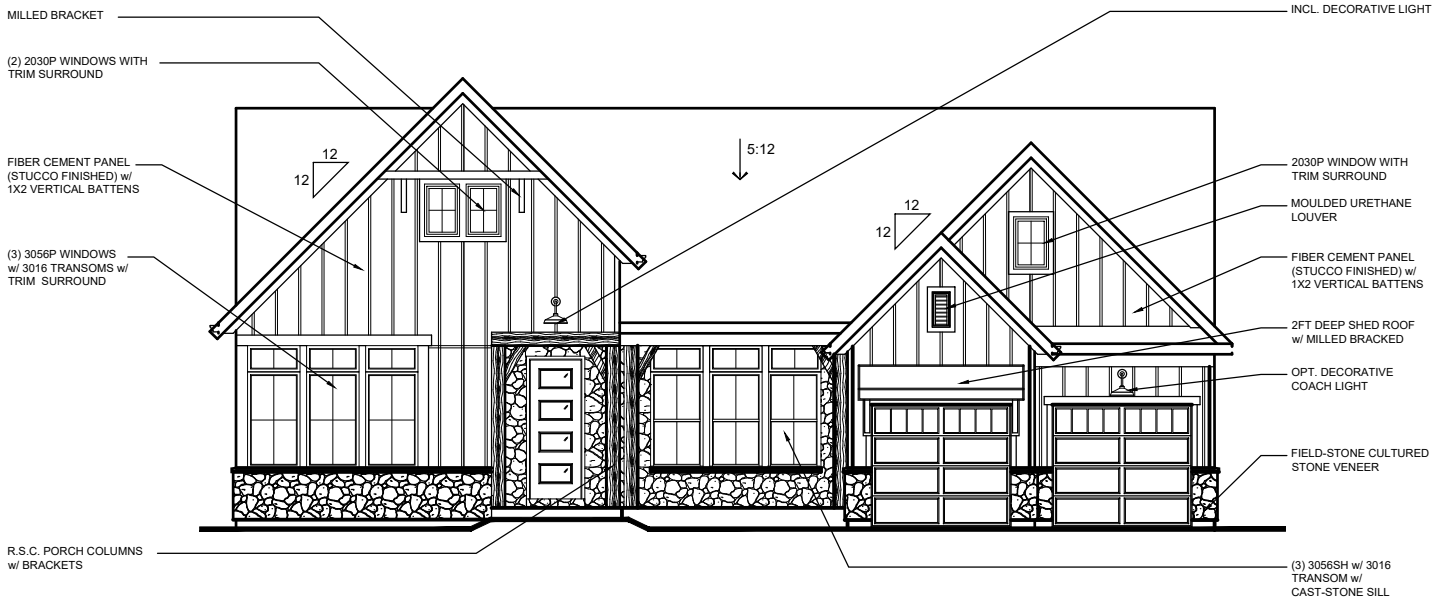 MILLED BRACKET
(2) 2030P WINDOWS WITH
TRIM SURROUND
FIBER CEMENT PANEL
(STUCCO FINISHED) w/
1X2 VERTICAL BATTENS
(3) 3056P WINDOWS
w/ 3016 TRANSOMS w/
TRIM SURROUND
R.S.C. PORCH COLUMNS
w/ BRACKETS
12
12
5:12
12
12
INCL. DECORATIVE LIGHT
2030P WINDOW WITH
TRIM SURROUND
MOULDED URETHANE
LOUVER
FIBER CEMENT PANEL
(STUCCO FINISHED) w/
1X2 VERTICAL BATTENS
2FT DEEP SHED ROOF
w/ MILLED BRACKED
OPT. DECORATIVE
COACH LIGHT
FIELD-STONE CULTURED
STONE VENEER
(3) 3056SH w/ 3016
TRANSOM w/
CAST-STONE SILL